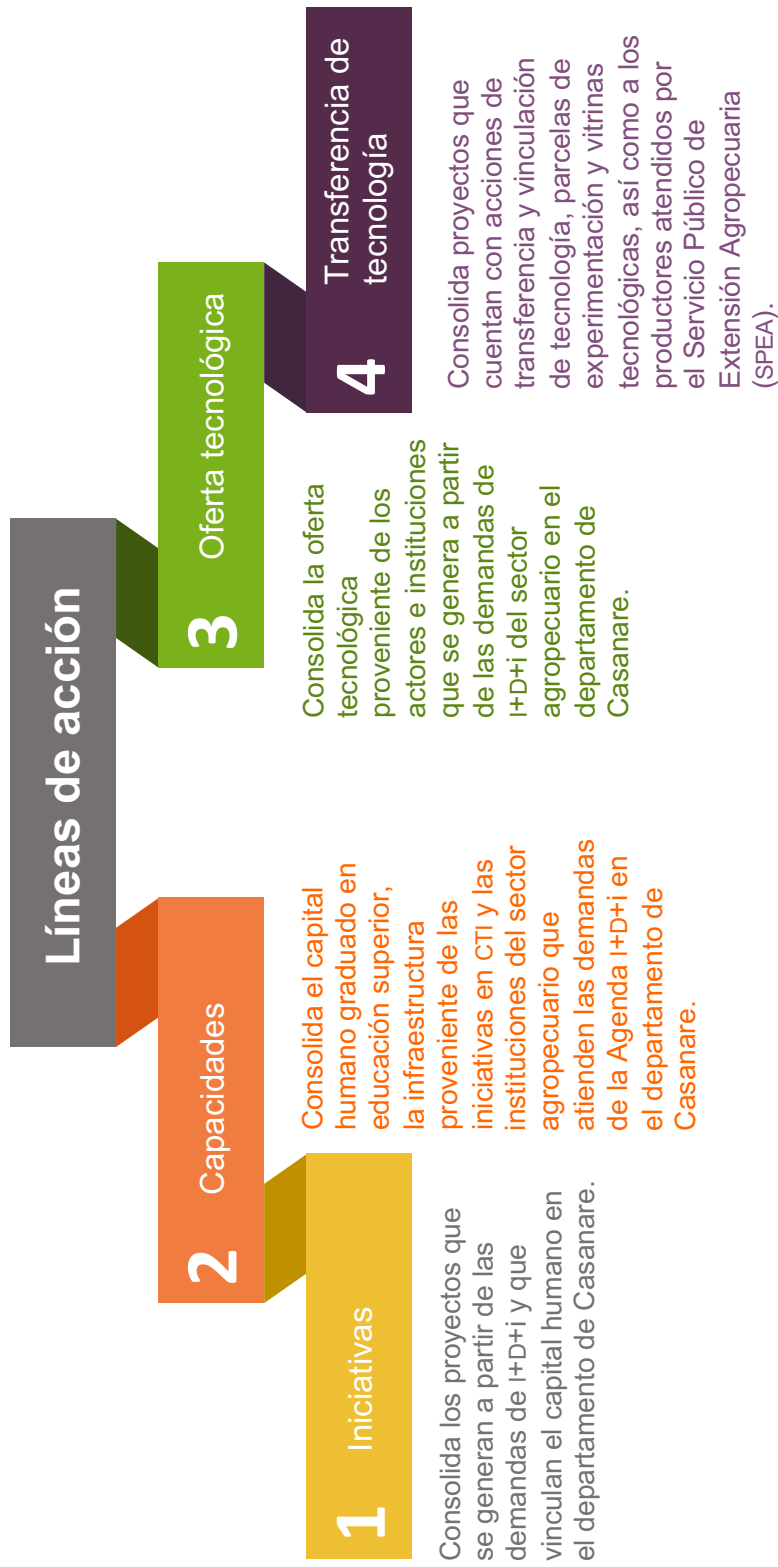 Líneas de acción
1 Iniciativas
Consolida los proyectos que
se generan a partir de las
demandas de I+D+i y que
vinculan el capital humano en
el departamento de Casanare.
2 Capacidades
Consolida el capital
humano graduado en
educación superior,
la infraestructura
proveniente de las
iniciativas en CTI y las
instituciones del sector
agropecuario que
atienden las demandas
de la Agenda I+D+i en
el departamento de
Casanare.
3 Oferta tecnológica
Consolida la oferta
tecnológica
proveniente de los
actores e instituciones
que se genera a partir
de las demandas de
I+D+i del sector
agropecuario en el
departamento de
Casanare.
4 Transferencia de
tecnología
Consolida proyectos que
cuentan con acciones de
transferencia y vinculación
de tecnología, parcelas de
experimentación y vitrinas
tecnológicas, así como a los
productores atendidos por
el Servicio Público de
Extensión Agropecuaria
(SPEA).